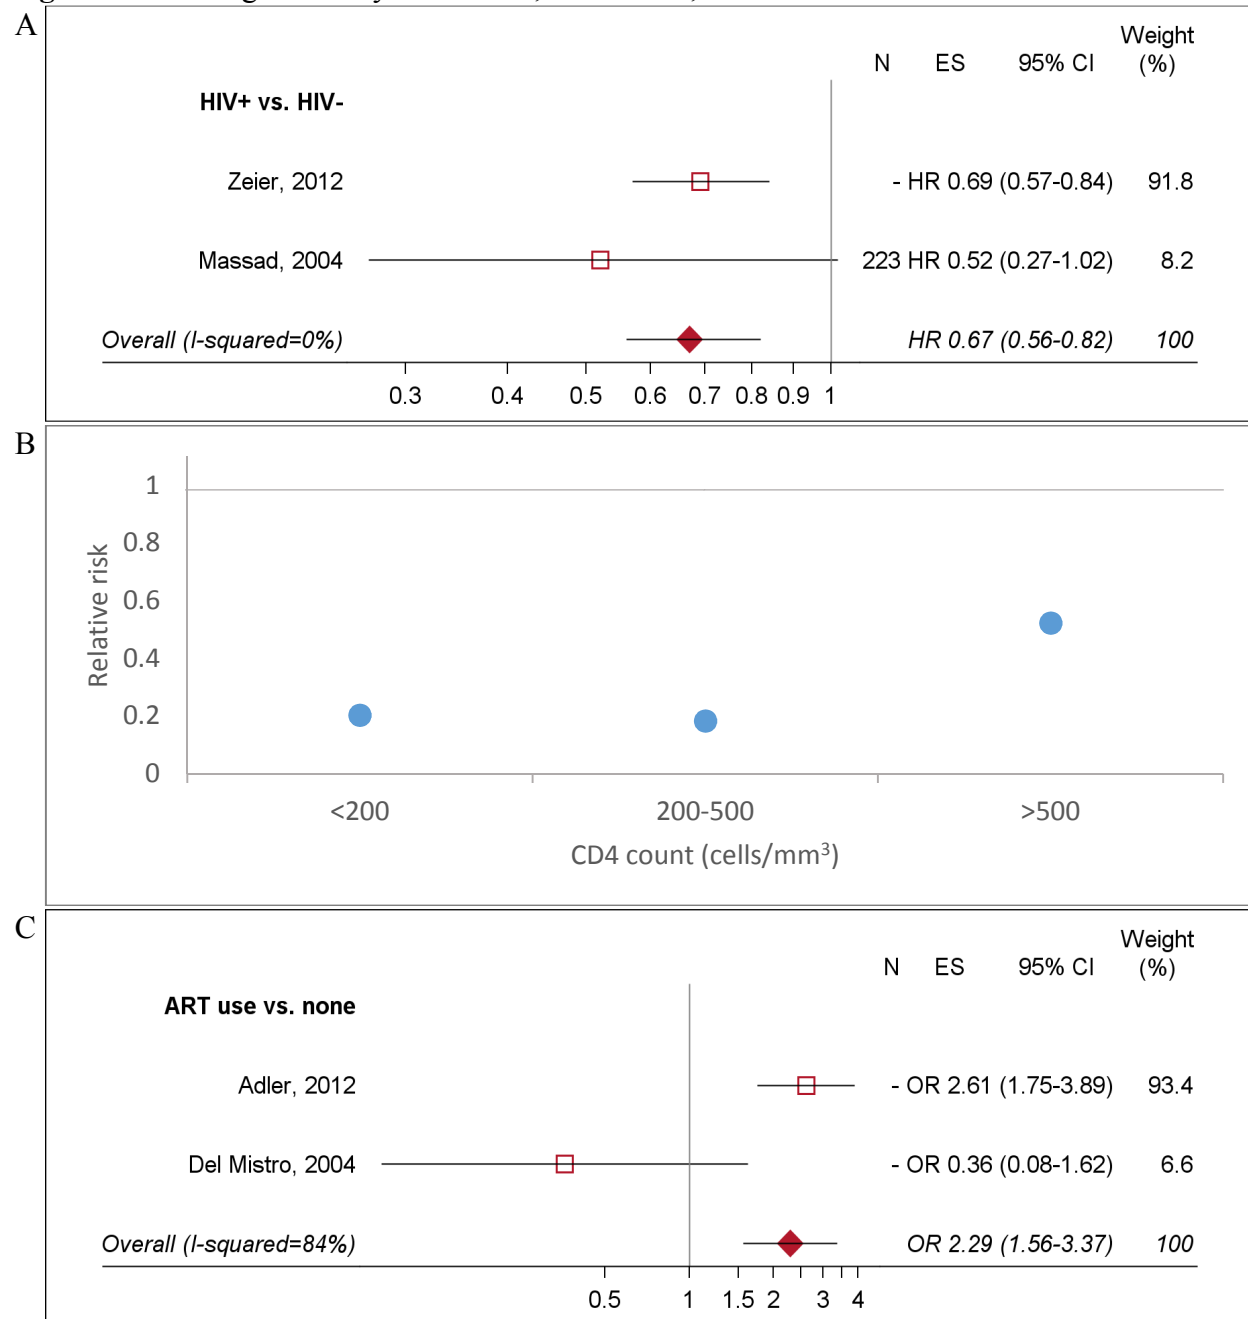 A
Weight
N ES 95% CI (%)
HIV+ vs. HIV-
Zeier, 2012 - HR 0.69 (0.57-0.84) 91.8
Massad, 2004 223 HR 0.52 (0.27-1.02) 8.2
Overall (I-squared=0%) HR 0.67 (0.56-0.82) 100
0.3 0.4 0.5 0.6 0.7 0.8 0.9 1
B
1
0.8
0.6
0.4
0.2
0
Relative risk
<200 200-500 >500
CD4 count (cells/mm³)
C
Weight
N ES 95% CI (%)
ART use vs. none
Adler, 2012 - OR 2.61 (1.75-3.89) 93.4
Del Mistro, 2004 - OR 0.36 (0.08-1.62) 6.6
Overall (I-squared=84%) OR 2.29 (1.56-3.37) 100
0.5 1 1.5 2 3 4